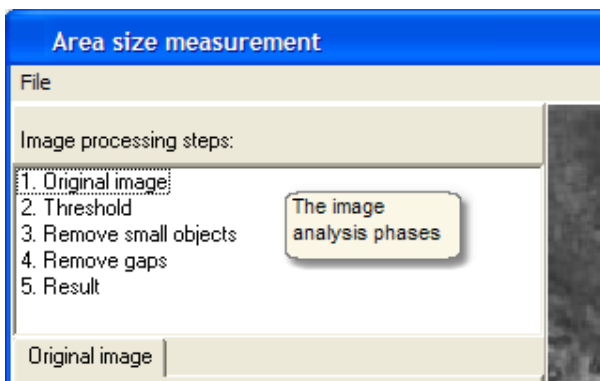 Area size measurement
File
Image processing steps:
1. Original image
2. Threshold
3. Remove small objects
4. Remove gaps
5. Result
The image
analysis phases
Original image